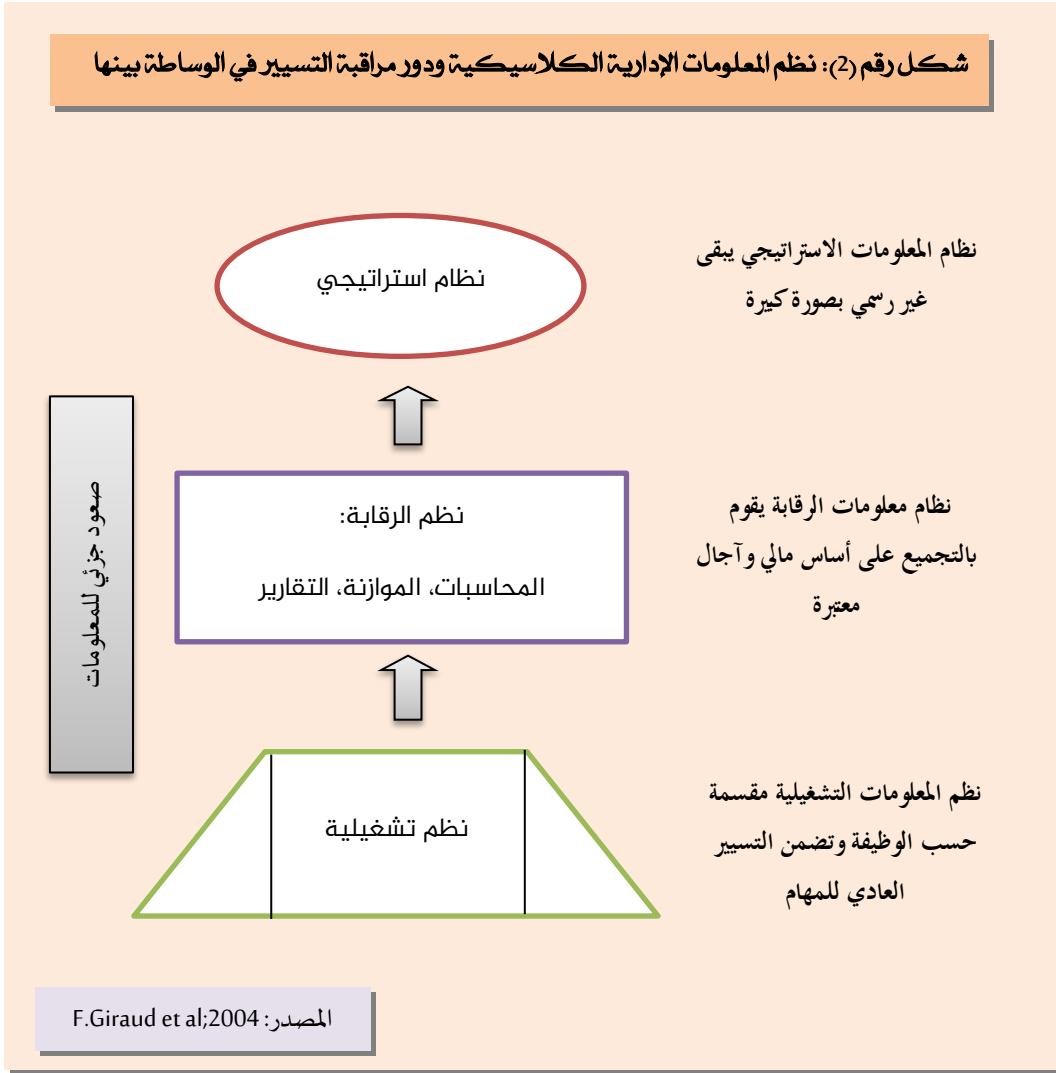 شكل رقم (2): نظم المعلومات الإدارية الكلاسيكية ودور مراقبة التسيير في الوساطة بينها
نظام المعلومات الاستراتيجي يبقى
غير رسمي بصورة كيرة
نظام استراتيجي
صعود جزئي للمعلومات
نظام معلومات الرقابة يقوم
بالتجميع على أساس مالي وآجال
معتبرة
نظم الرقابة:
المحاسبات، الموازنة، التقارير
نظم المعلومات التشغيلية مقسمة
حسب الوظيفة وتضمن التسيير
العادي للمهام
نظم تشغيلية
المصدر: F.Giraud et al;2004